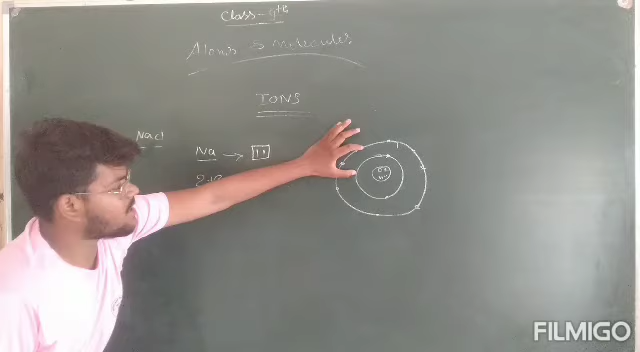 Class-9th
Atoms & Molecules
IONS
Nacl
Na → 11
FILMIGO